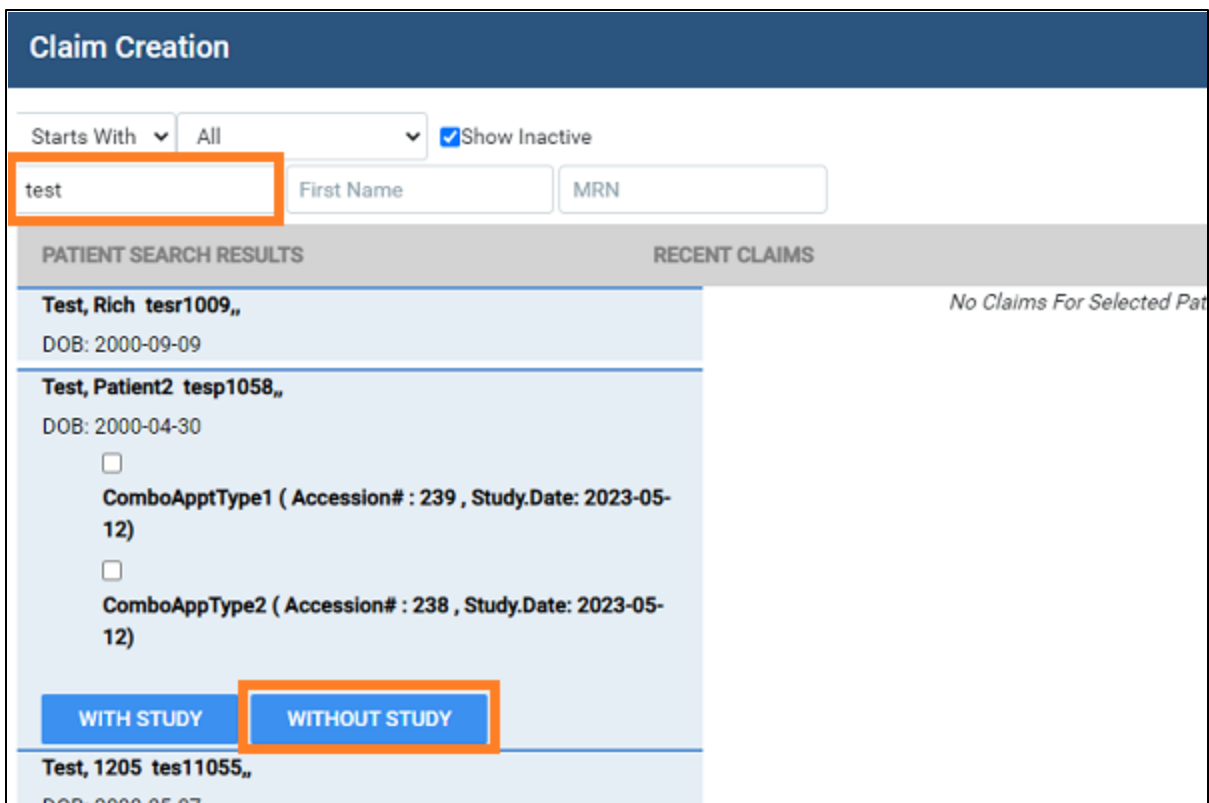 Claim Creation
Starts With All Show Inactive
test First Name MRN
PATIENT SEARCH RESULTS RECENT CLAIMS
Test, Rich tesr1009,, No Claims For Selected Pat
DOB: 2000-09-09
Test, Patient2 tesp1058,,
DOB: 2000-04-30
ComboApptType1 ( Accession# : 239 , Study.Date: 2023-05-
12)
ComboAppType2 ( Accession# : 238 , Study.Date: 2023-05-
12)
WITH STUDY WITHOUT STUDY
Test, 1205 tes11055,,